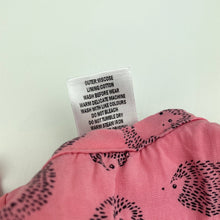 OUTER VISCOSE
LINING COTTON
WASH BEFORE WEAR
WARM DELICATE MACHINE
WASH WITH LIKE COLOURS
DO NOT BLEACH
DO NOT TUMBLE DRY
WARM STEAM IRON